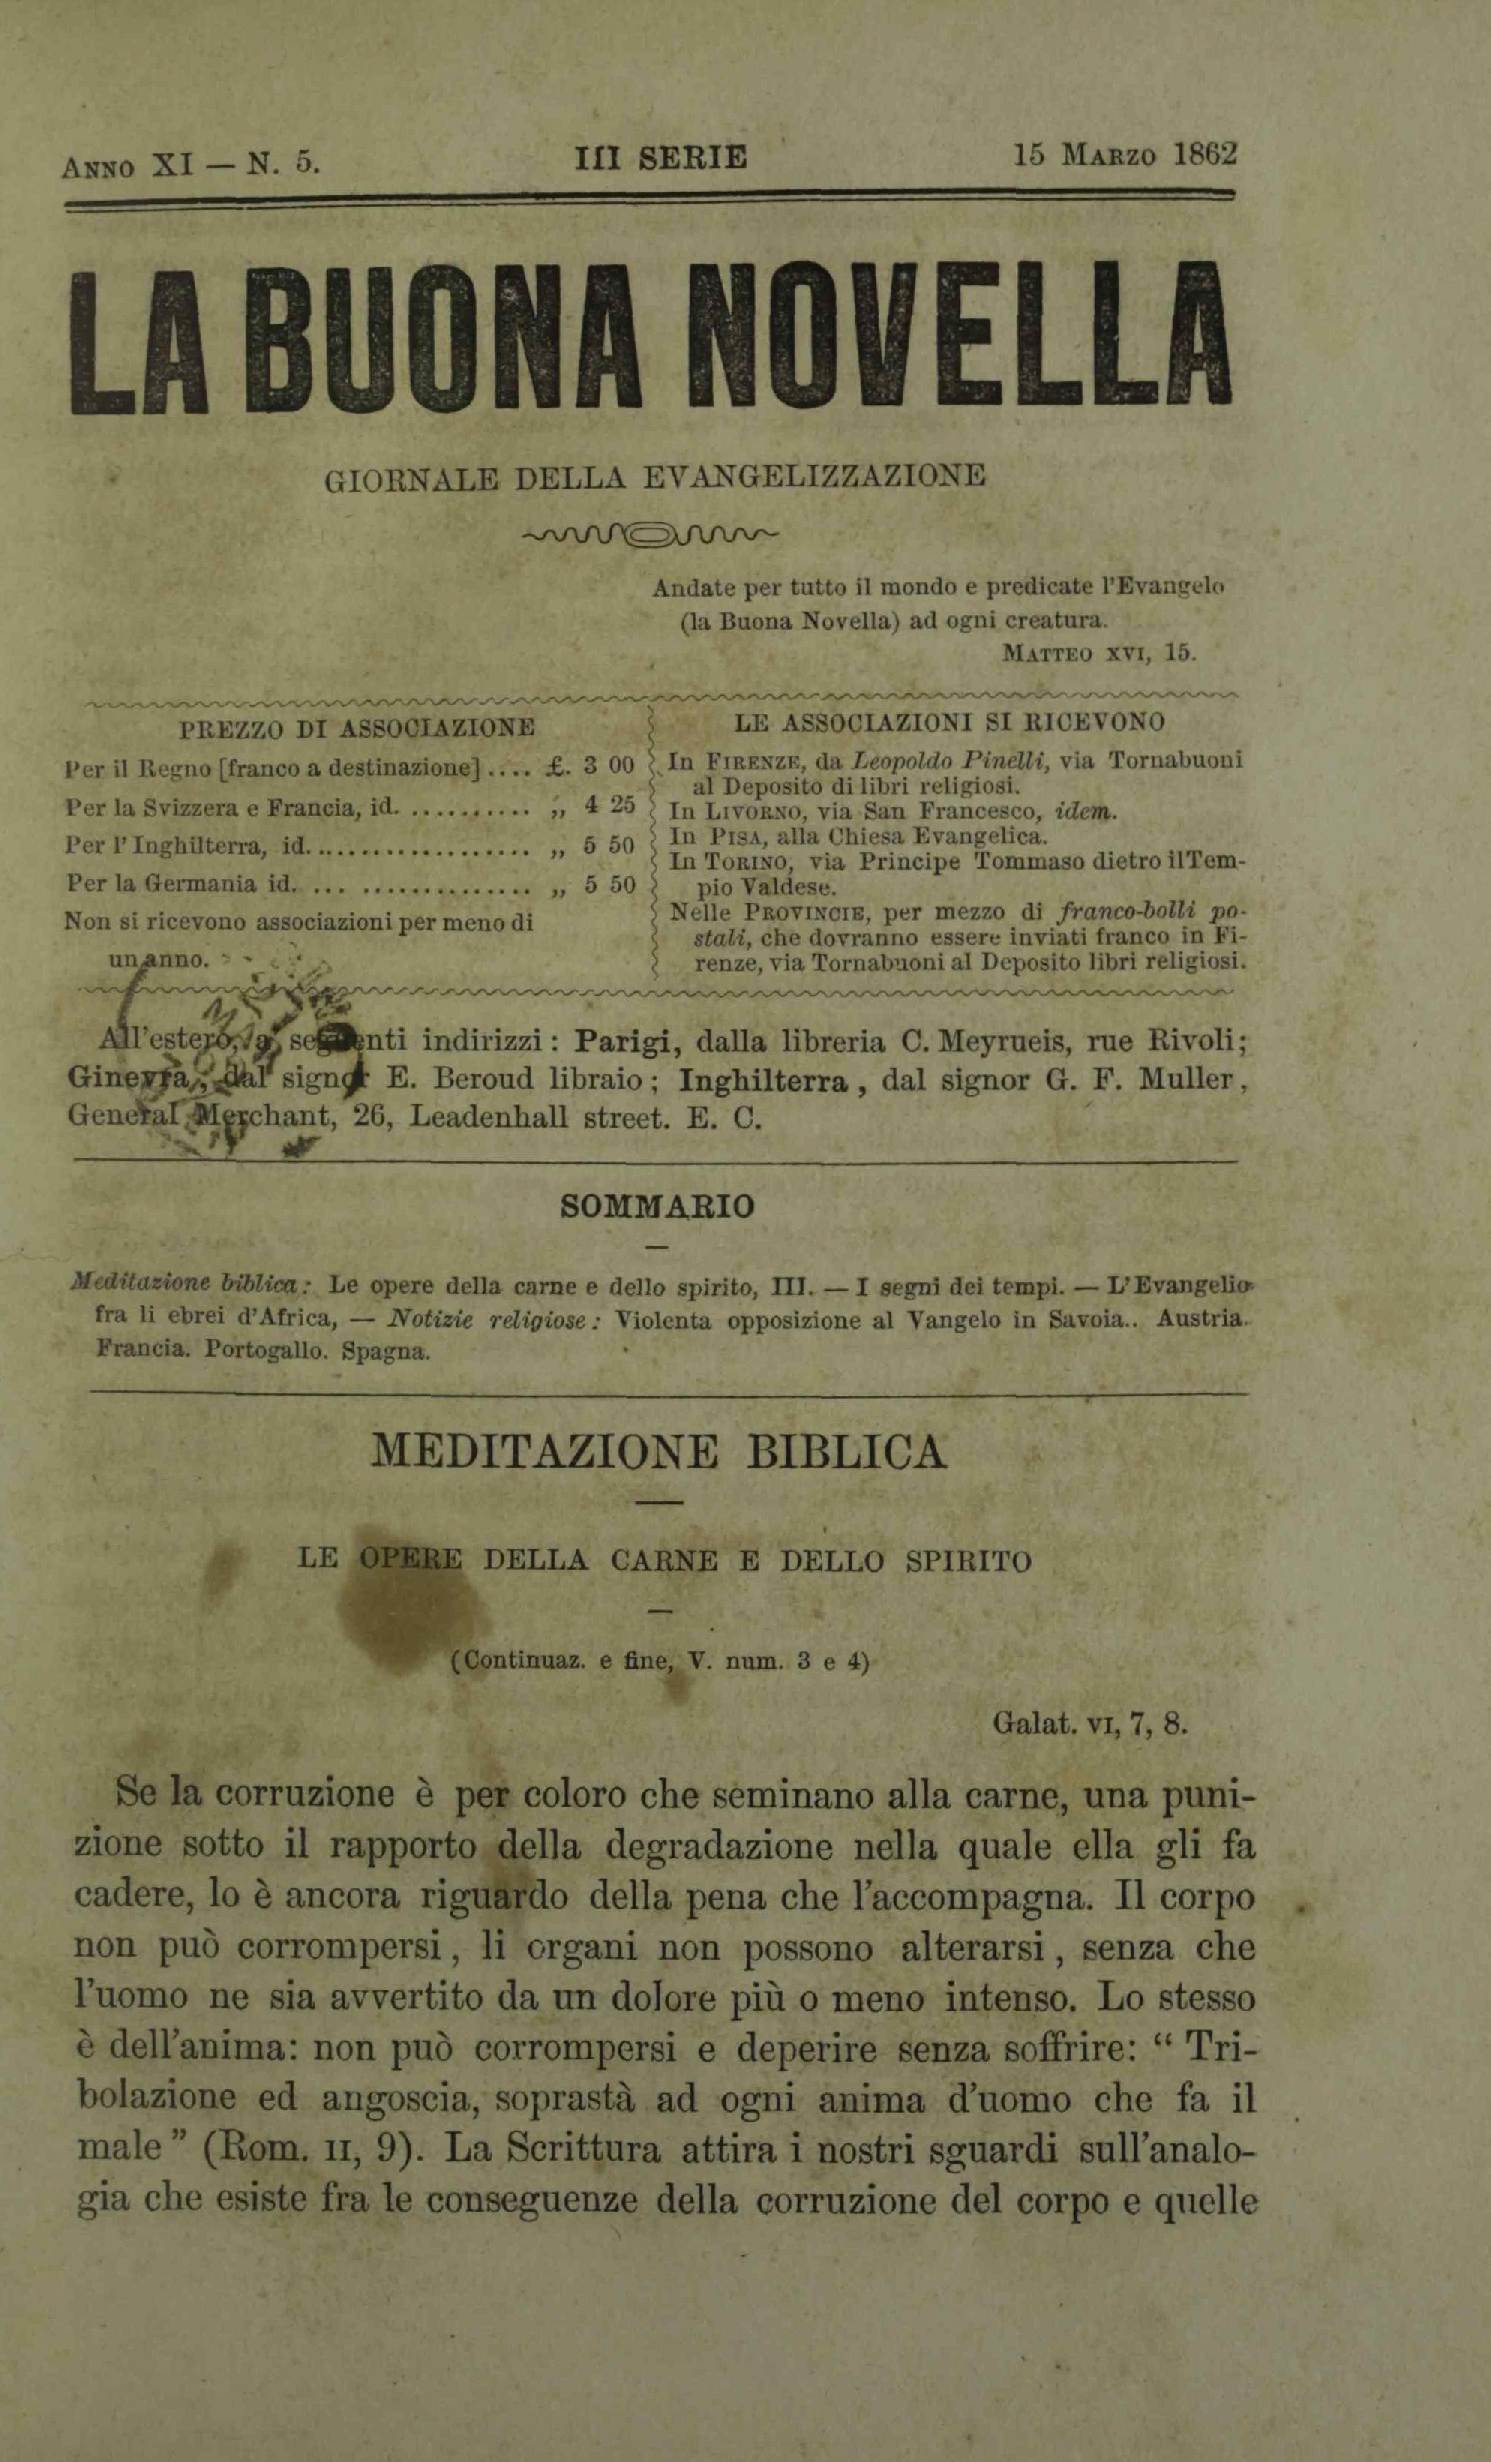 ANNO XI — N. 5.
III SERIE
15 MARZO 1862
LA BUONA NOVELLA
GIORNALE DELLA EVANGELIZZAZIONE
Andate per tutto il mondo e predicate l'Evangelo
(la Buona Novella) ad ogni creatura.
MATTEO XVI, 15.
PREZZO DI ASSOCIAZIONE
Per il Regno [franco a destinazione] .... £. 3 00
Per la Svizzera e Francia, id. ........... „ 4 25
Per l'Inghilterra, id. ................... „ 5 50
Per la Germania id. ... ............... „ 5 50
Non si ricevono associazioni per meno di
un anno.
LE ASSOCIAZIONI SI RICEVONO
In FIRENZE, da Leopoldo Pinelli, via Tornabuoni
al Deposito di libri religiosi.
In LIVORNO, via San Francesco, idem.
In PISA, alla Chiesa Evangelica.
In TORINO, via Principe Tommaso dietro il Tem-
pio Valdese.
Nelle PROVINCIE, per mezzo di franco-bolli po-
stali, che dovranno essere inviati franco in Fi-
renze, via Tornabuoni al Deposito libri religiosi.
All'estero, a' seguenti indirizzi: Parigi, dalla libreria C. Meyrueis, rue Rivoli;
Ginevra, dal signor E. Beroud libraio; Inghilterra, dal signor G. F. Muller,
General Merchant, 26, Leadenhall street. E. C.
SOMMARIO
Meditazione biblica: Le opere della carne e dello spirito, III. — I segni dei tempi. — L'Evangelio
fra li ebrei d'Africa, — Notizie religiose: Violenta opposizione al Vangelo in Savoia.. Austria.
Francia. Portogallo. Spagna.
MEDITAZIONE BIBLICA
LE OPERE DELLA CARNE E DELLO SPIRITO
(Continuaz. e fine, V. num. 3 e 4)
Galat. VI, 7, 8.
Se la corruzione è per coloro che seminano alla carne, una puni-
zione sotto il rapporto della degradazione nella quale ella gli fa
cadere, lo è ancora riguardo della pena che l'accompagna. Il corpo
non può corrompersi, li organi non possono alterarsi, senza che
l'uomo ne sia avvertito da un dolore più o meno intenso. Lo stesso
è dell'anima: non può corrompersi e deperire senza soffrire: “ Tri-
bolazione ed angoscia, soprastà ad ogni anima d'uomo che fa il
male ” (Rom. II, 9). La Scrittura attira i nostri sguardi sull'analo-
gia che esiste fra le conseguenze della corruzione del corpo e quelle